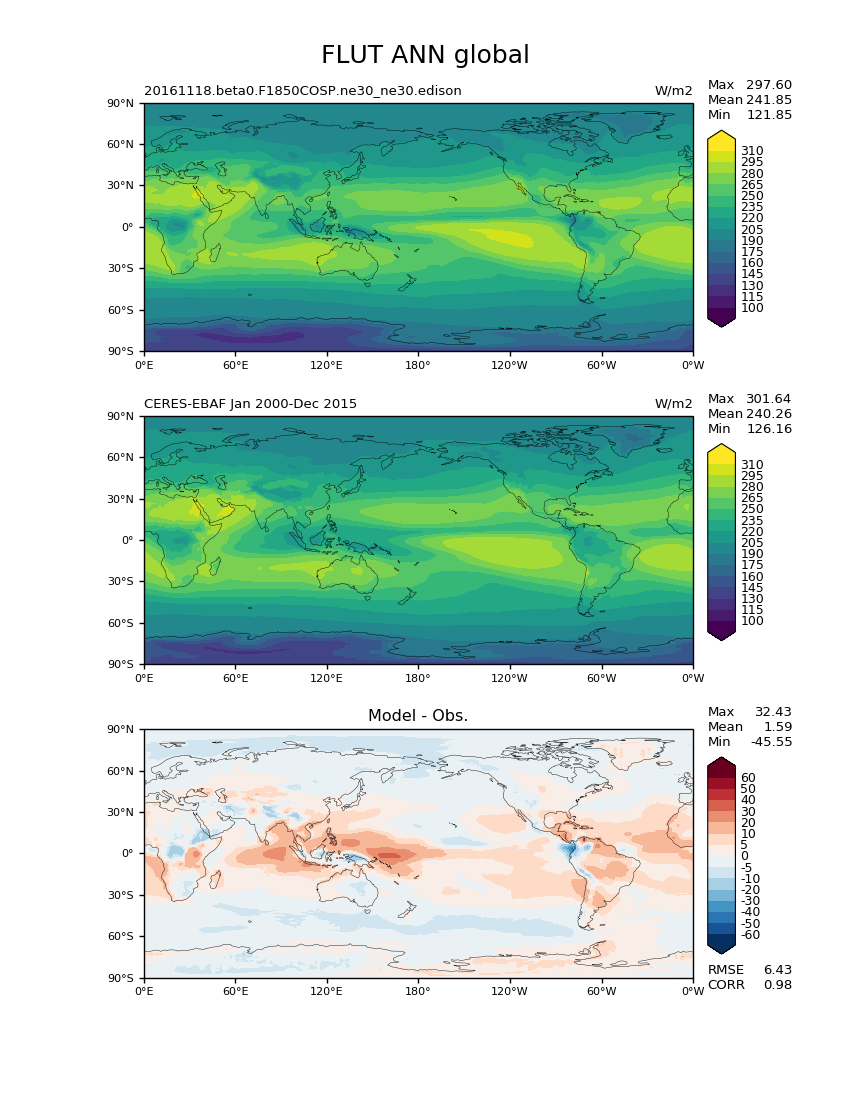 FLUT ANN global
20161118.beta0.F1850COSP.ne30_ne30.edison W/m2
Max 297.60
Mean 241.85
Min 121.85
90°N
60°N
30°N
0°
30°S
60°S
90°S
0°E 60°E 120°E 180° 120°W 60°W 0°W
310
295
280
265
250
235
220
205
190
175
160
145
130
115
100
CERES-EBAF Jan 2000-Dec 2015 W/m2
Max 301.64
Mean 240.26
Min 126.16
90°N
60°N
30°N
0°
30°S
60°S
90°S
0°E 60°E 120°E 180° 120°W 60°W 0°W
310
295
280
265
250
235
220
205
190
175
160
145
130
115
100
Model - Obs.
Max 32.43
Mean 1.59
Min -45.55
90°N
60°N
30°N
0°
30°S
60°S
90°S
0°E 60°E 120°E 180° 120°W 60°W 0°W
60
50
40
30
20
10
5
0
-5
-10
-20
-30
-40
-50
-60
RMSE 6.43
CORR 0.98